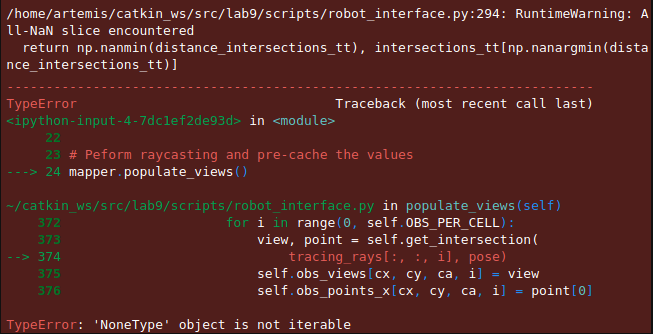 /home/artemis/catkin_ws/src/lab9/scripts/robot_interface.py:294: RuntimeWarning: A
ll-NaN slice encountered
  return np.nanmin(distance_intersections_tt), intersections_tt[np.nanargmin(dista
nce_intersections_tt)]
---------------------------------------------------------------------------
TypeError                                 Traceback (most recent call last)
<ipython-input-4-7dc1ef2de93d> in <module>
     22 
     23 # Peform raycasting and pre-cache the values
---> 24 mapper.populate_views()

~/catkin_ws/src/lab9/scripts/robot_interface.py in populate_views(self)
    372                     for i in range(0, self.OBS_PER_CELL):
    373                         view, point = self.get_intersection(
--> 374                             tracing_rays[:, :, i], pose)
    375                         self.obs_views[cx, cy, ca, i] = view
    376                         self.obs_points_x[cx, cy, ca, i] = point[0]

TypeError: 'NoneType' object is not iterable